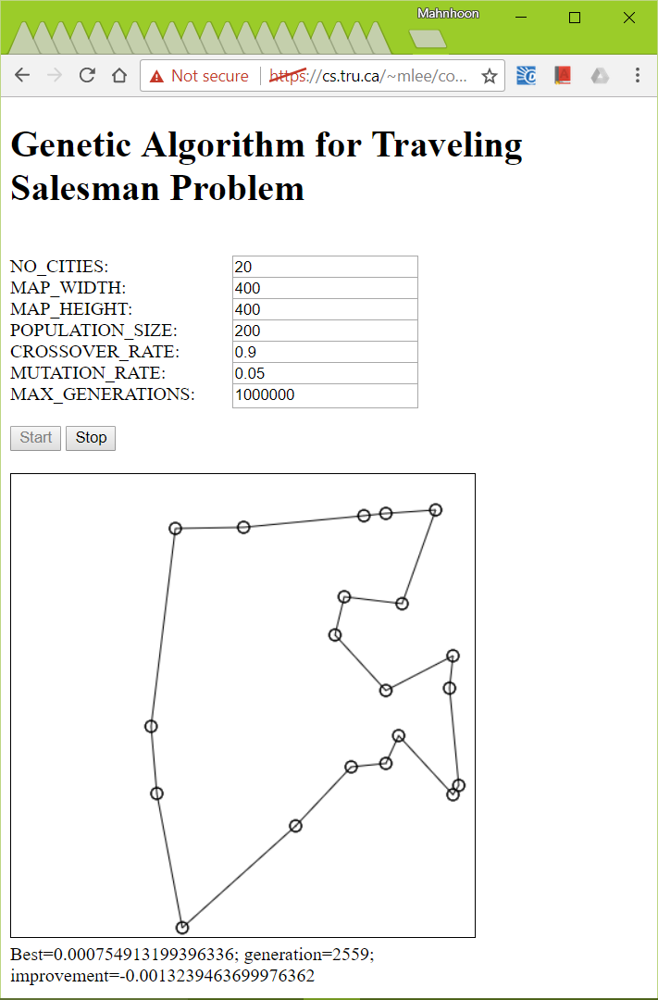 Mahnhoon
Not secure https://cs.tru.ca/~mlee/co...
Genetic Algorithm for Traveling
Salesman Problem
NO_CITIES: 20
MAP_WIDTH: 400
MAP_HEIGHT: 400
POPULATION_SIZE: 200
CROSSOVER_RATE: 0.9
MUTATION_RATE: 0.05
MAX_GENERATIONS: 1000000
Start Stop
Best=0.000754913199396336; generation=2559;
improvement=-0.0013239463699976362